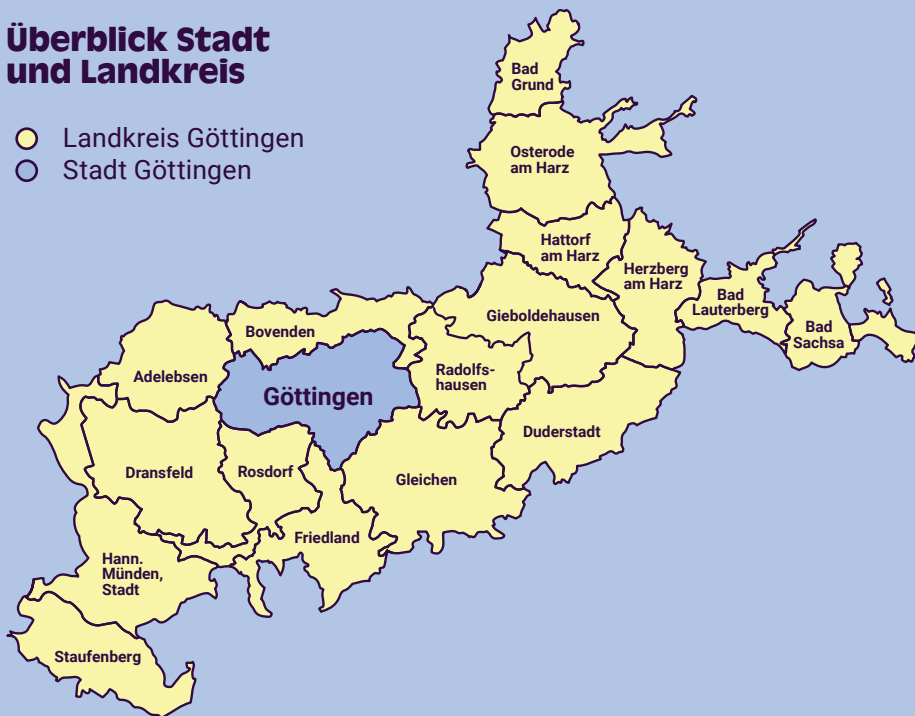 Überblick Stadt
und Landkreis
Landkreis Göttingen
Stadt Göttingen
Bad
Grund
Osterode
am Harz
Hattorf
am Harz
Herzberg
am Harz
Bad
Lauterberg
Bad
Sachsa
Gieboldehausen
Bovenden
Radolfs-
hausen
Adelebsen
Göttingen
Duderstadt
Dransfeld
Rosdorf
Gleichen
Friedland
Hann.
Münden,
Stadt
Staufenberg